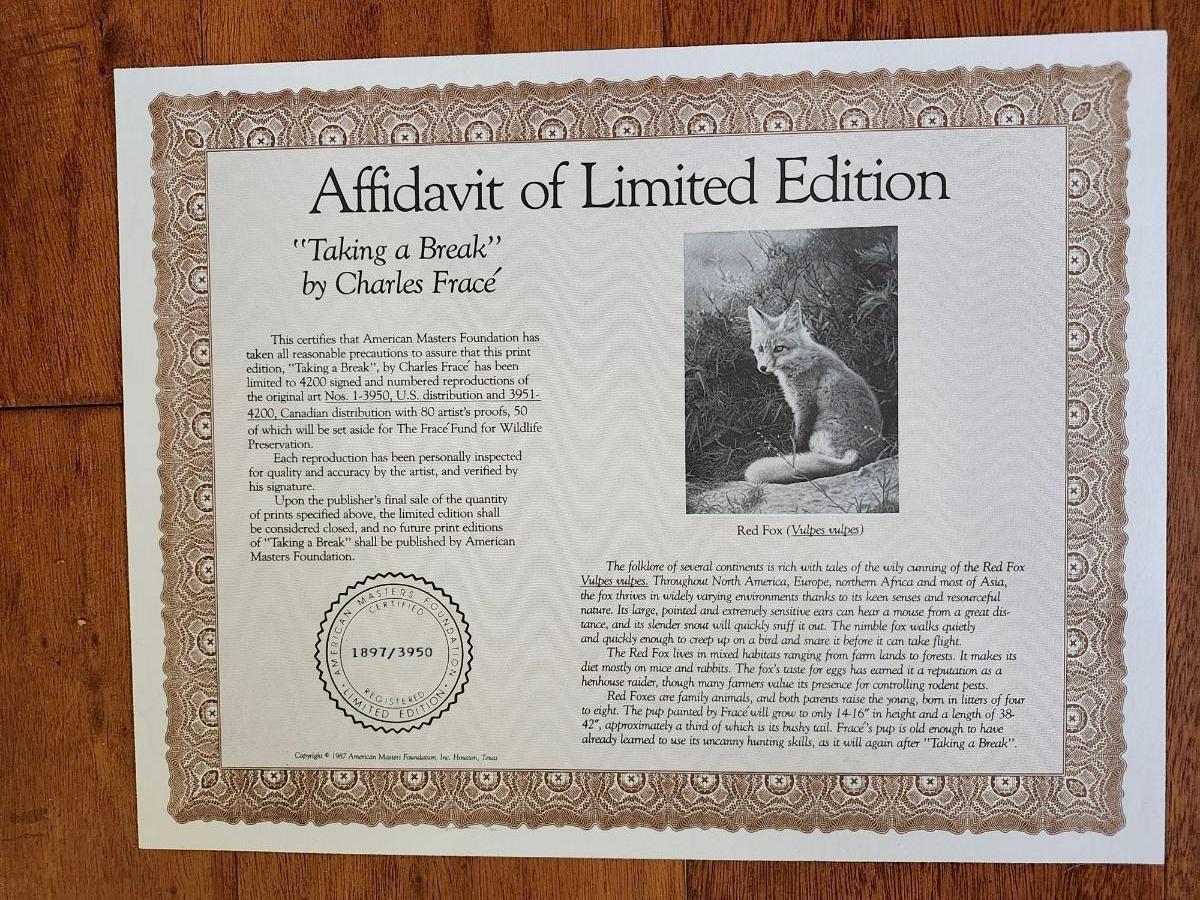 Affidavit of Limited Edition
"Taking a Break"
by Charles Fracé
This certifies that American Masters Foundation has
taken all reasonable precautions to assure that this print
edition, "Taking a Break", by Charles Fracé has been
limited to 4200 signed and numbered reproductions of
the original art Nos. 1-3950, U.S. distribution and 3951-
4200, Canadian distribution with 80 artist's proofs, 50
of which will be set aside for The Fracé Fund for Wildlife
Preservation.
Each reproduction has been personally inspected
for quality and accuracy by the artist, and verified by
his signature.
Upon the publisher's final sale of the quantity
of prints specified above, the limited edition shall
be considered closed, and no future print editions
of "Taking a Break" shall be published by American
Masters Foundation.
AMERICAN MASTERS FOUNDATION
CERTIFIED
1897/3950
REGISTERED
• LIMITED EDITION •
Copyright © 1987 American Masters Foundation, Inc. Houston, Texas
Red Fox (Vulpes vulpes)
The folklore of several continents is rich with tales of the wily cunning of the Red Fox
Vulpes vulpes. Throughout North America, Europe, northern Africa and most of Asia,
the fox thrives in widely varying environments thanks to its keen senses and resourceful
nature. Its large, pointed and extremely sensitive ears can hear a mouse from a great dis-
tance, and its slender snout will quickly sniff it out. The nimble fox walks quietly
and quickly enough to creep up on a bird and snare it before it can take flight.
The Red Fox lives in mixed habitats ranging from farm lands to forests. It makes its
diet mostly on mice and rabbits. The fox's taste for eggs has earned it a reputation as a
henhouse raider, though many farmers value its presence for controlling rodent pests.
Red Foxes are family animals, and both parents raise the young, born in litters of four
to eight. The pup painted by Fracé will grow to only 14-16" in height and a length of 38-
42", approximately a third of which is its bushy tail. Fracé's pup is old enough to have
already learned to use its uncanny hunting skills, as it will again after "Taking a Break".